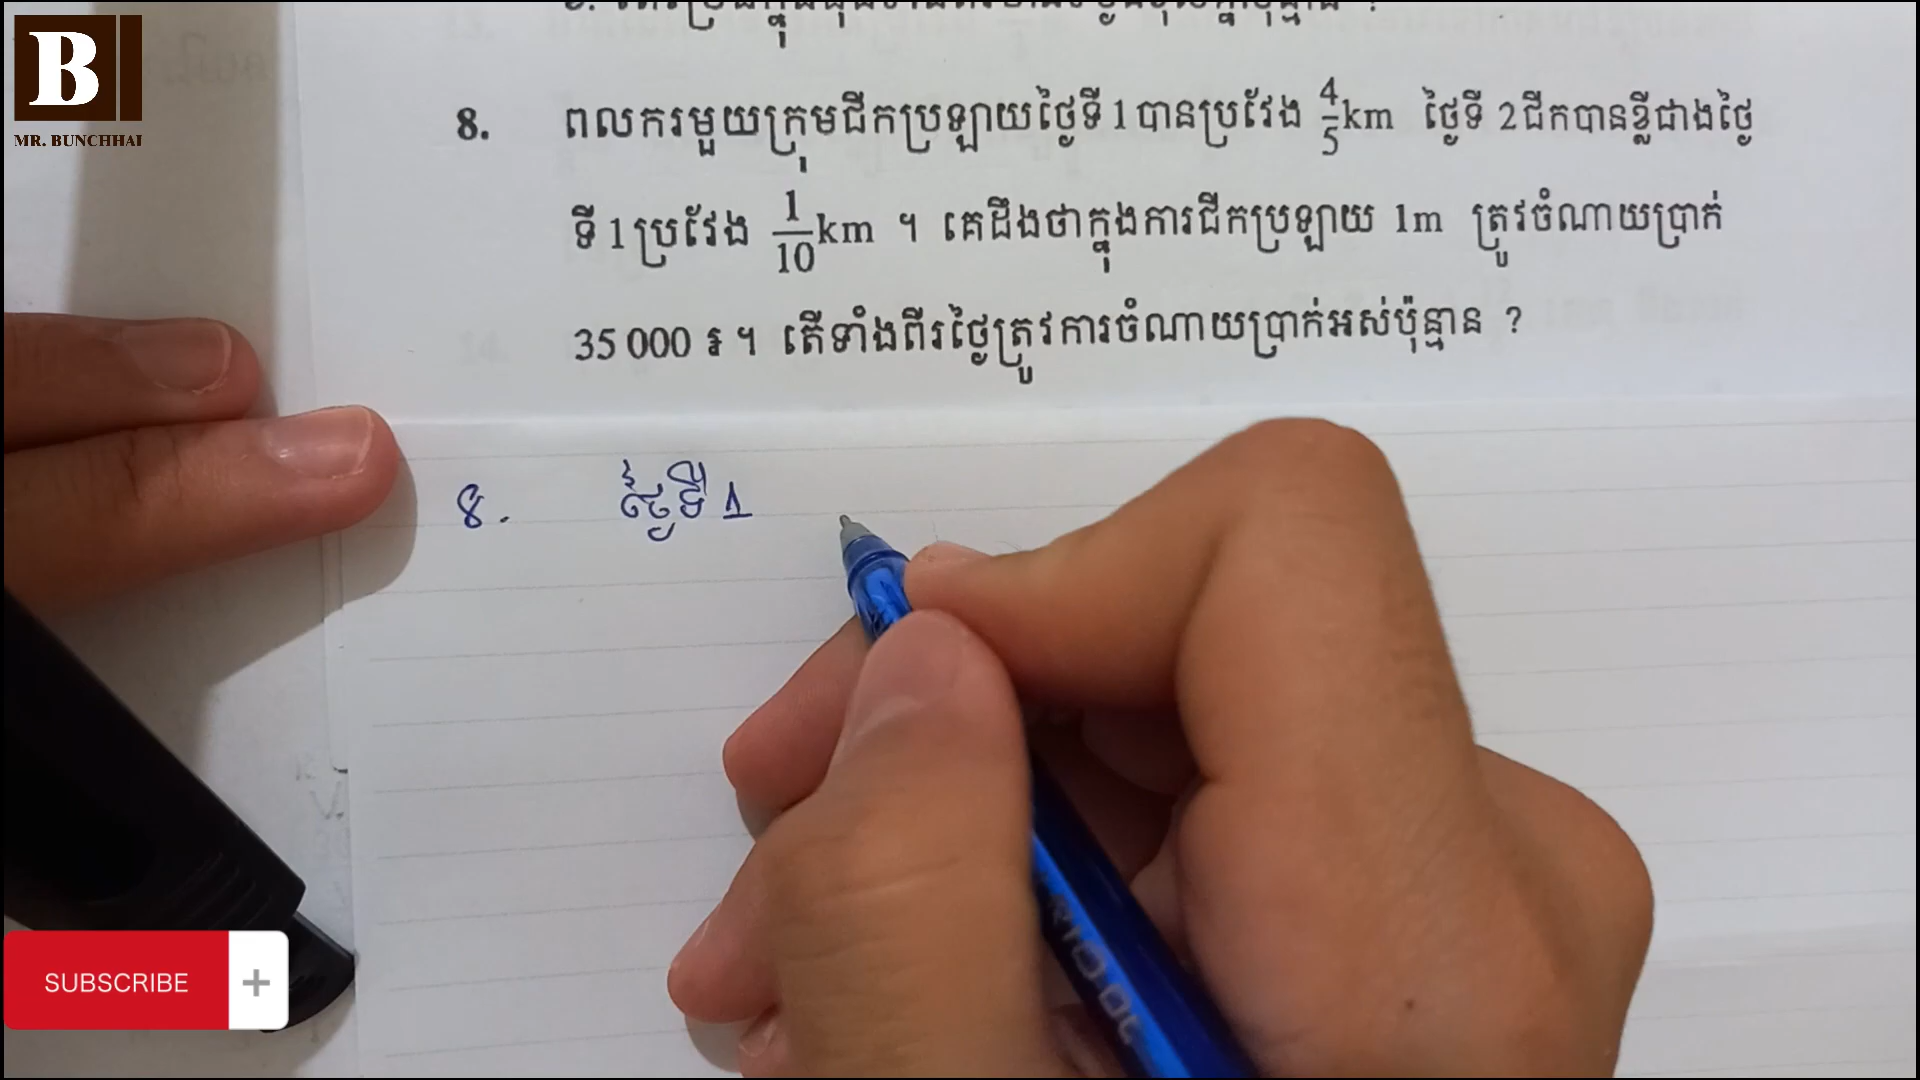 B
MR. BUNCHHAI
8. ពលករមួយក្រុមជីកប្រឡាយថ្ងៃទី 1 បានប្រវែង 4/5 km ថ្ងៃទី 2 ជីកបានខ្លីជាងថ្ងៃ
ទី 1 ប្រវែង 1/10 km ។ គេដឹងថាក្នុងការជីកប្រឡាយ 1m ត្រូវចំណាយប្រាក់
35 000 ៛ ។ តើទាំងពីរថ្ងៃត្រូវការចំណាយប្រាក់អស់ប៉ុន្មាន ?
8. ថ្ងៃទី 1
SUBSCRIBE +